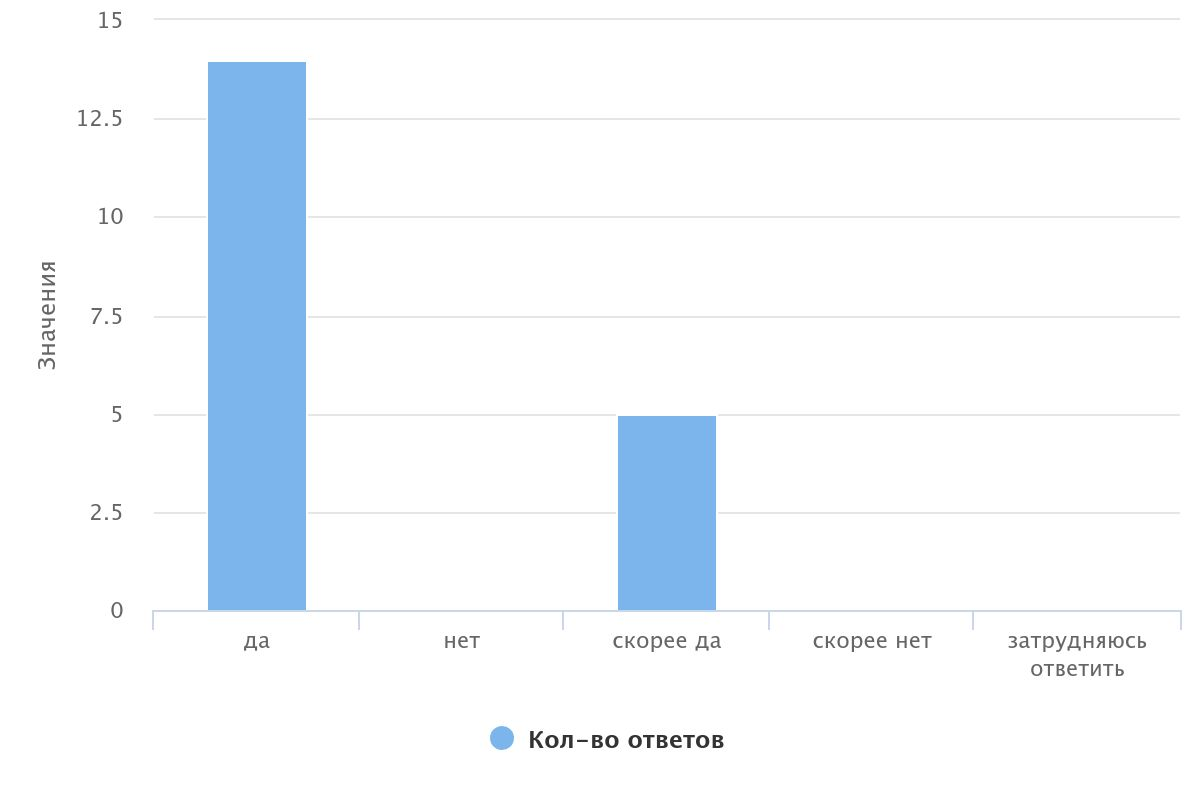 15
12.5
10
7.5
5
2.5
0
Значения
да
нет
скорее да
скорее нет
затрудняюсь
ответить
Кол-во ответов